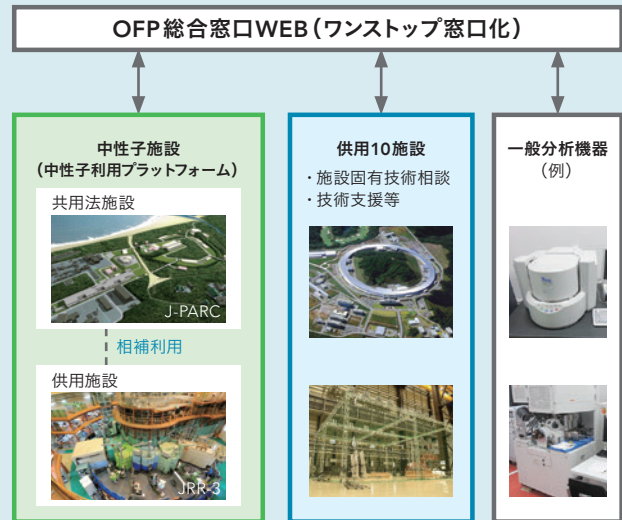 OFP総合窓口WEB（ワンストップ窓口化）
中性子施設
（中性子利用プラットフォーム）
共用法施設
J-PARC
相補利用
供用施設
JRR-3
供用10施設
・施設固有技術相談
・技術支援等
一般分析機器
（例）